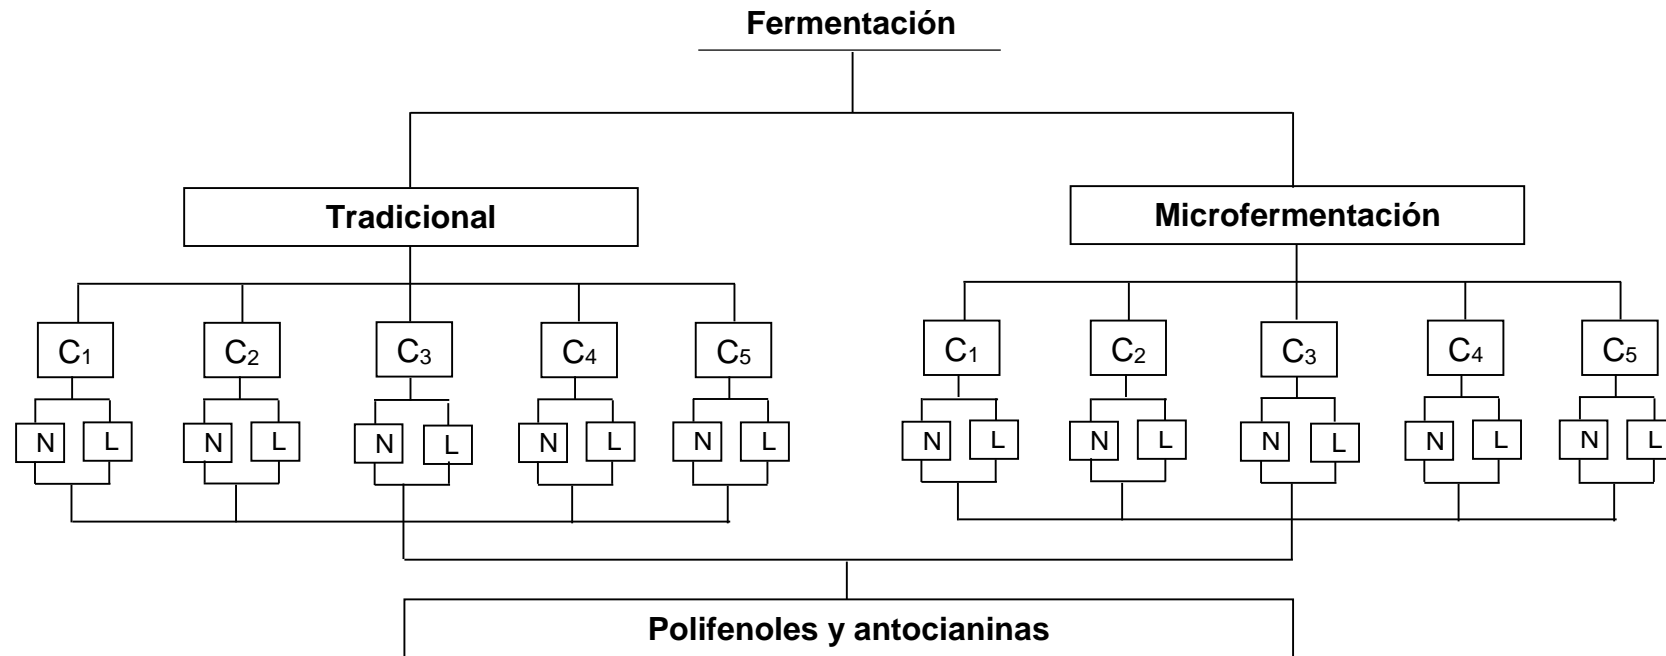 Fermentación
Tradicional Microfermentación
C1 C2 C3 C4 C5 C1 C2 C3 C4 C5
N L N L N L N L N L N L N L N L N L N L
Polifenoles y antocianinas